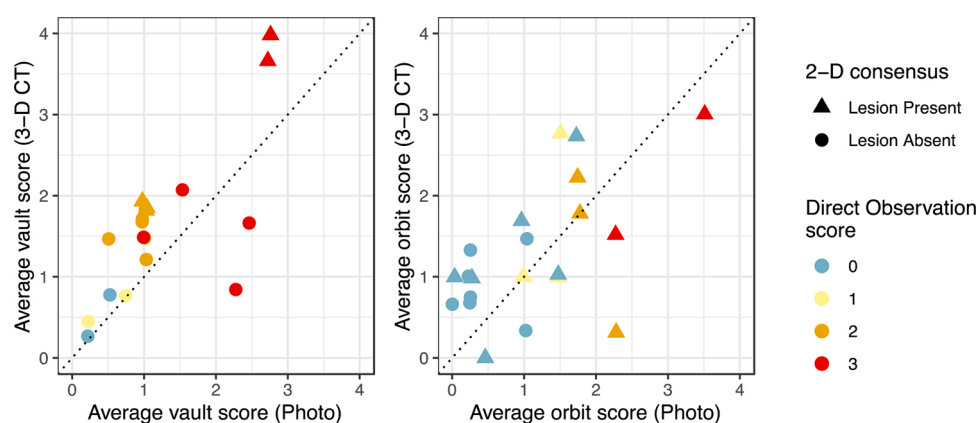 4
3
2
1
0
Average vault score (3−D CT)
0 1 2 3 4
Average vault score (Photo)
4
3
2
1
0
Average orbit score (3−D CT)
0 1 2 3 4
Average orbit score (Photo)
2−D consensus
Lesion Present
Lesion Absent
Direct Observation
score
0
1
2
3